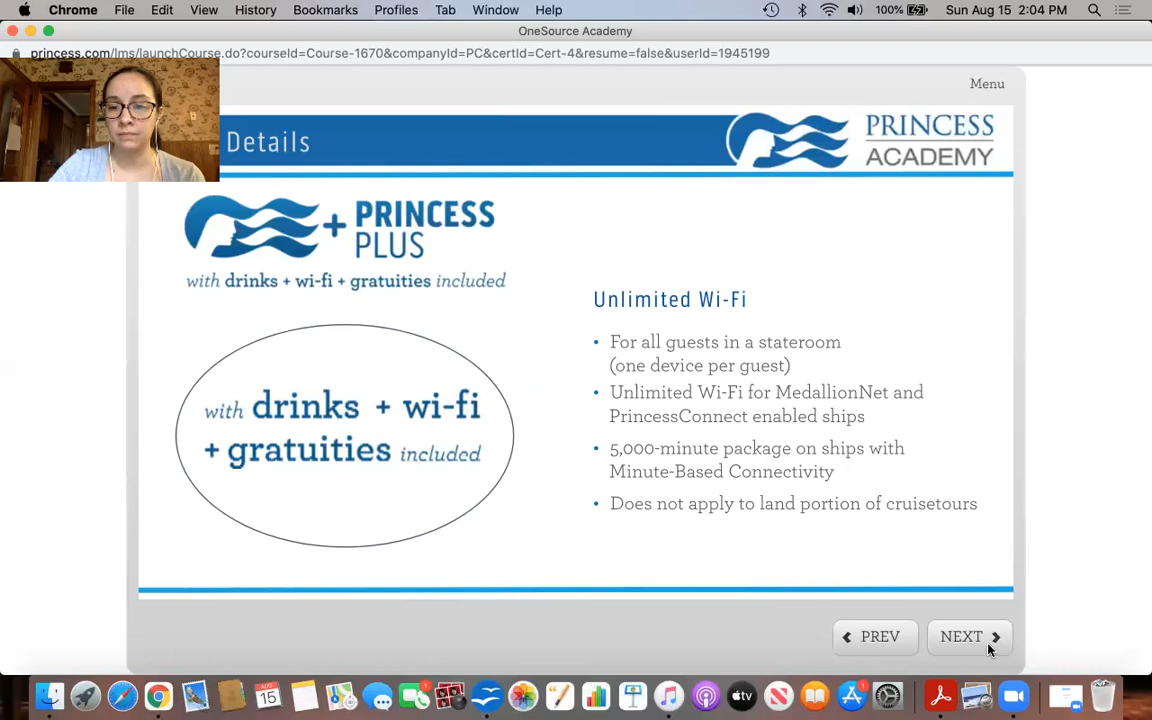 Chrome File Edit View History Bookmarks Profiles Tab Window Help 100% Sun Aug 15 2:04 PM
OneSource Academy
princess.com/lms/launchCourse.do?courseId=Course-1670&companyId=PC&certId=Cert-4&resume=false&userId=1945199
Menu
Details
PRINCESS
ACADEMY
+ PRINCESS
PLUS
with drinks + wi-fi + gratuities included
with drinks + wi-fi
+ gratuities included
Unlimited Wi-Fi
• For all guests in a stateroom
(one device per guest)
• Unlimited Wi-Fi for MedallionNet and
PrincessConnect enabled ships
• 5,000-minute package on ships with
Minute-Based Connectivity
• Does not apply to land portion of cruisetours
PREV NEXT
AUG
15
1
tv